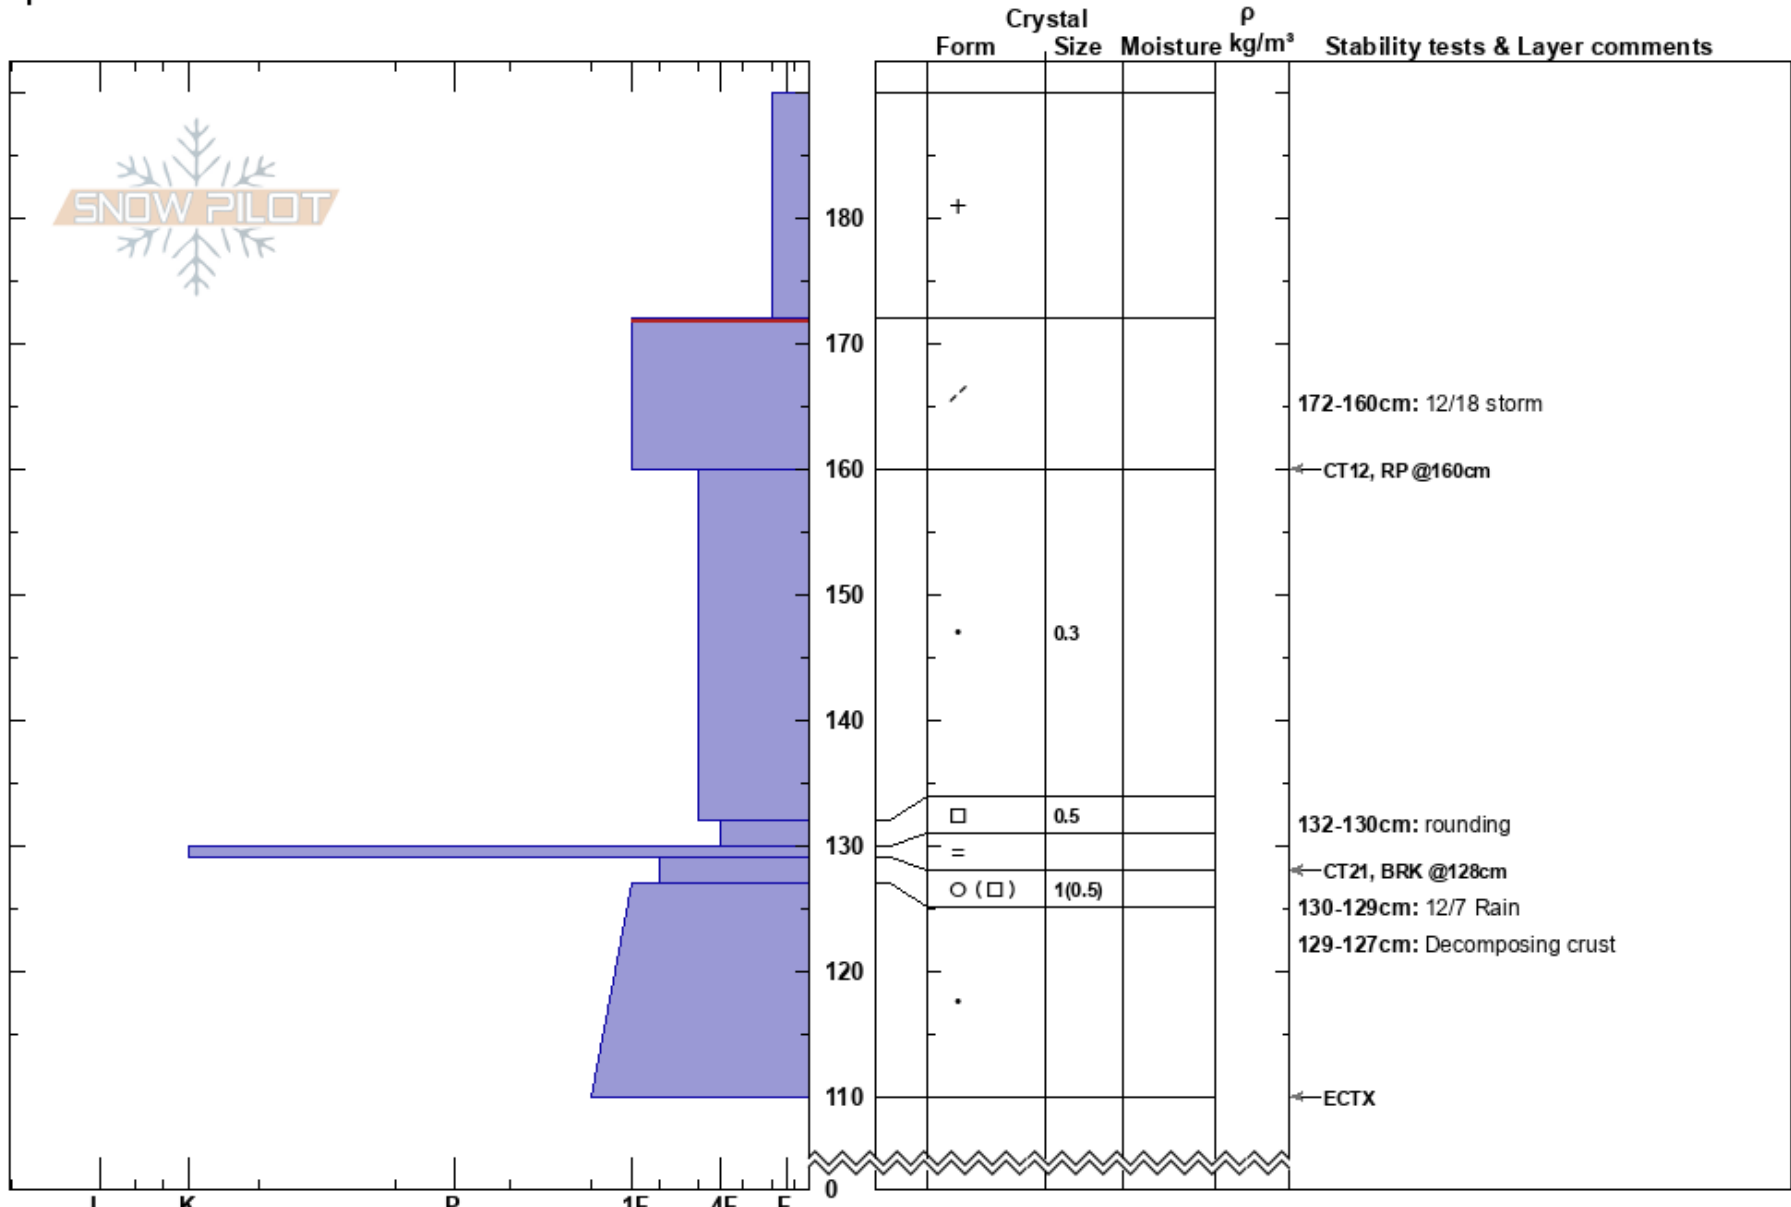 Crystal
ρ
Form Size Moisture kg/m³ Stability tests & Layer comments
SNOW PILOT
180
+
170
172-160cm: 12/18 storm
160
CT12, RP @160cm
150
0.3
140
0.5
132-130cm: rounding
130
=
CT21, BRK @128cm
1(0.5)
130-129cm: 12/7 Rain
129-127cm: Decomposing crust
120
110
ECTX
0
I K P 1F 4F F